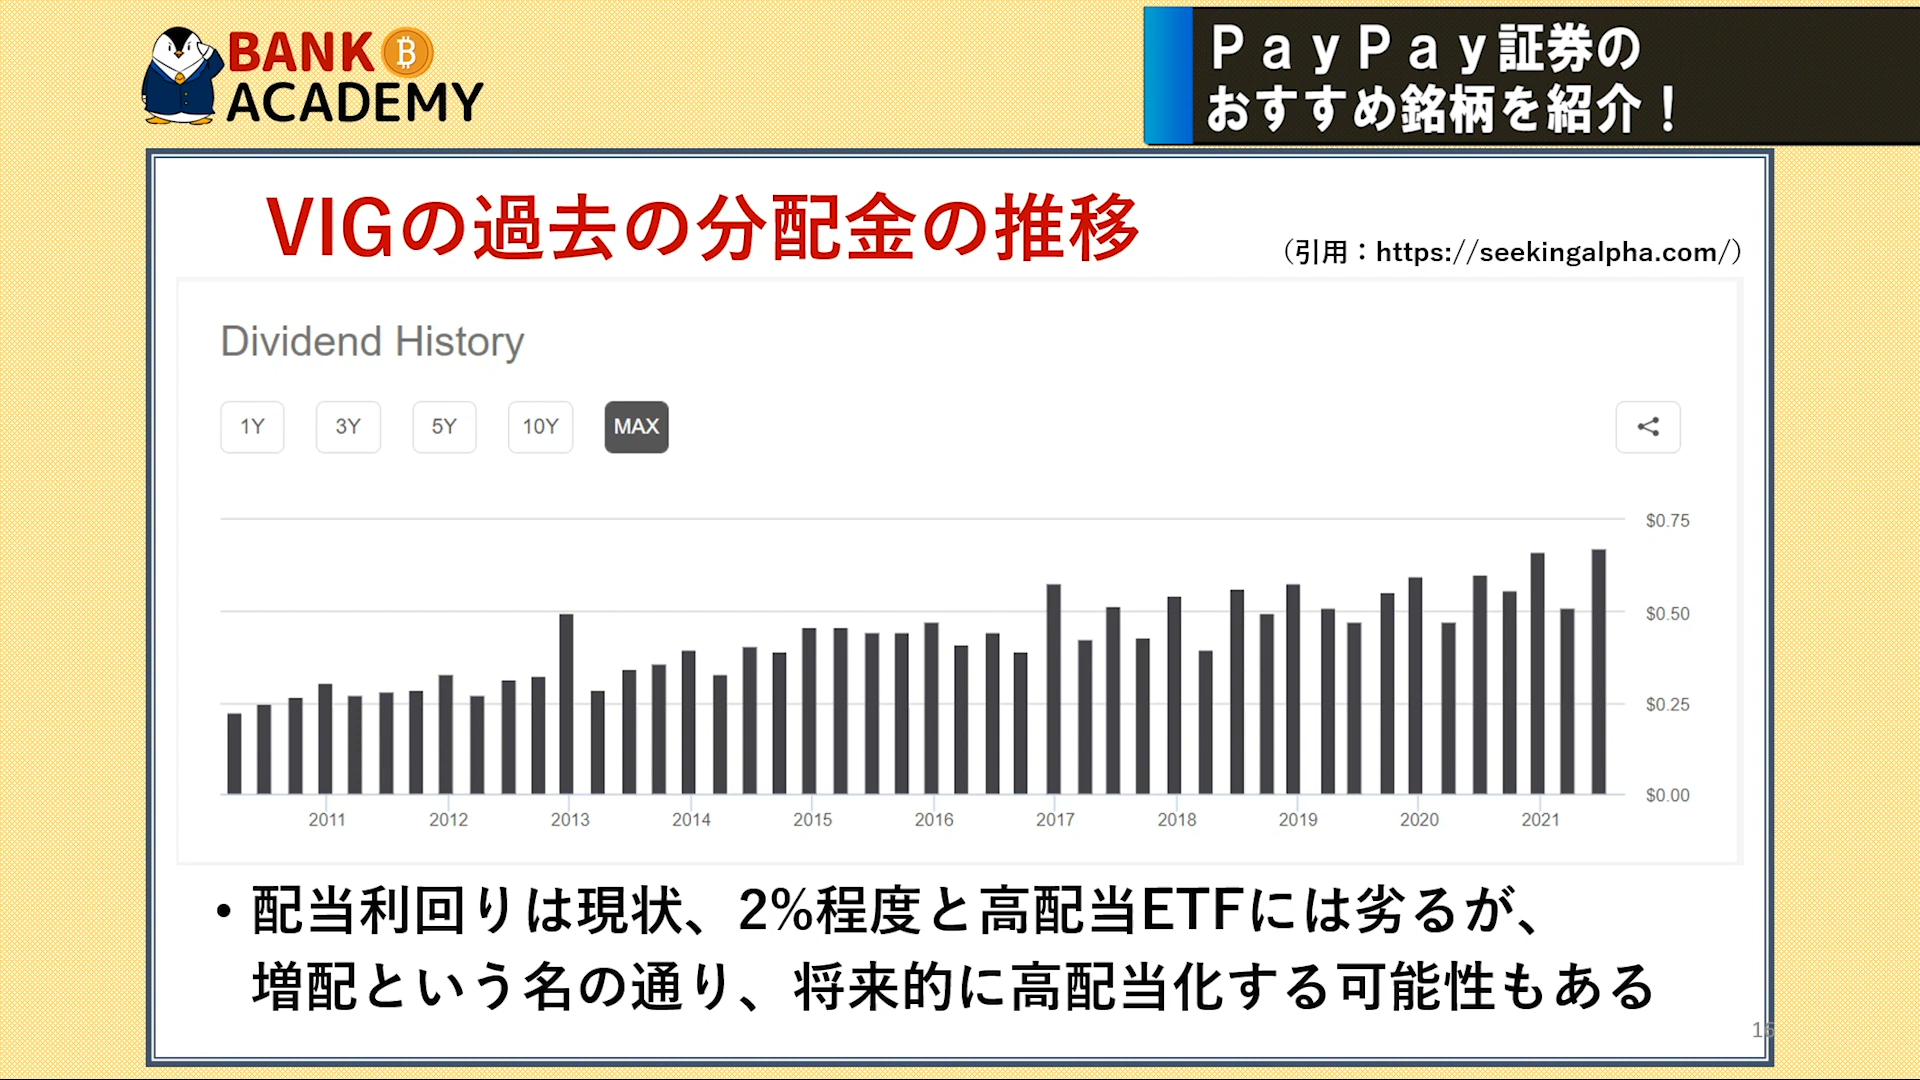 BANK
ACADEMY
PayPay証券の
おすすめ銘柄を紹介！
VIGの過去の分配金の推移
（引用：https://seekingalpha.com/）
Dividend History
1Y 3Y 5Y 10Y MAX
$0.75
$0.50
$0.25
$0.00
2011 2012 2013 2014 2015 2016 2017 2018 2019 2020 2021
・配当利回りは現状、2%程度と高配当ETFには劣るが、
増配という名の通り、将来的に高配当化する可能性もある